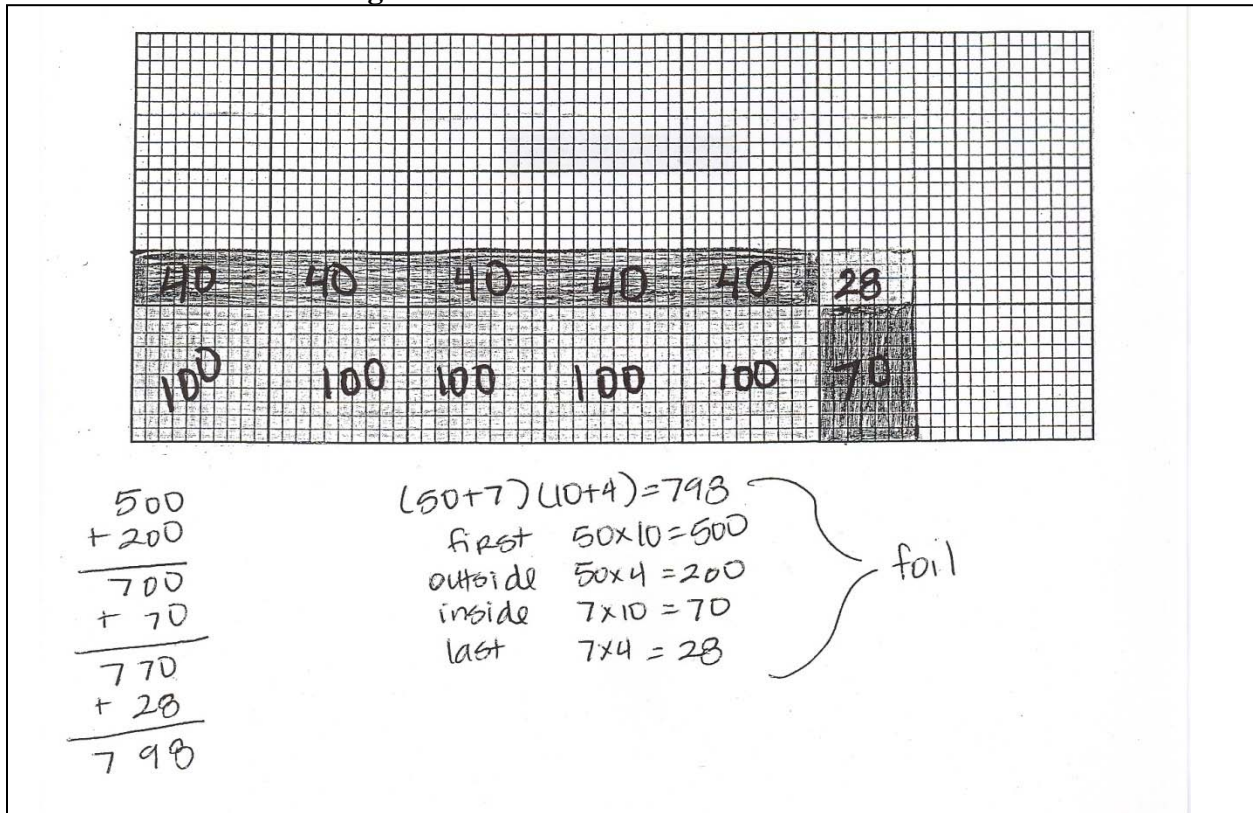 40 40 40 40 40 28
100 100 100 100 100 70
500
+ 200
700
+ 70
770
+ 28
798
(50+7)(10+4)=798
first 50x10=500
outside 50x4=200
inside 7x10=70
last 7x4=28
foil